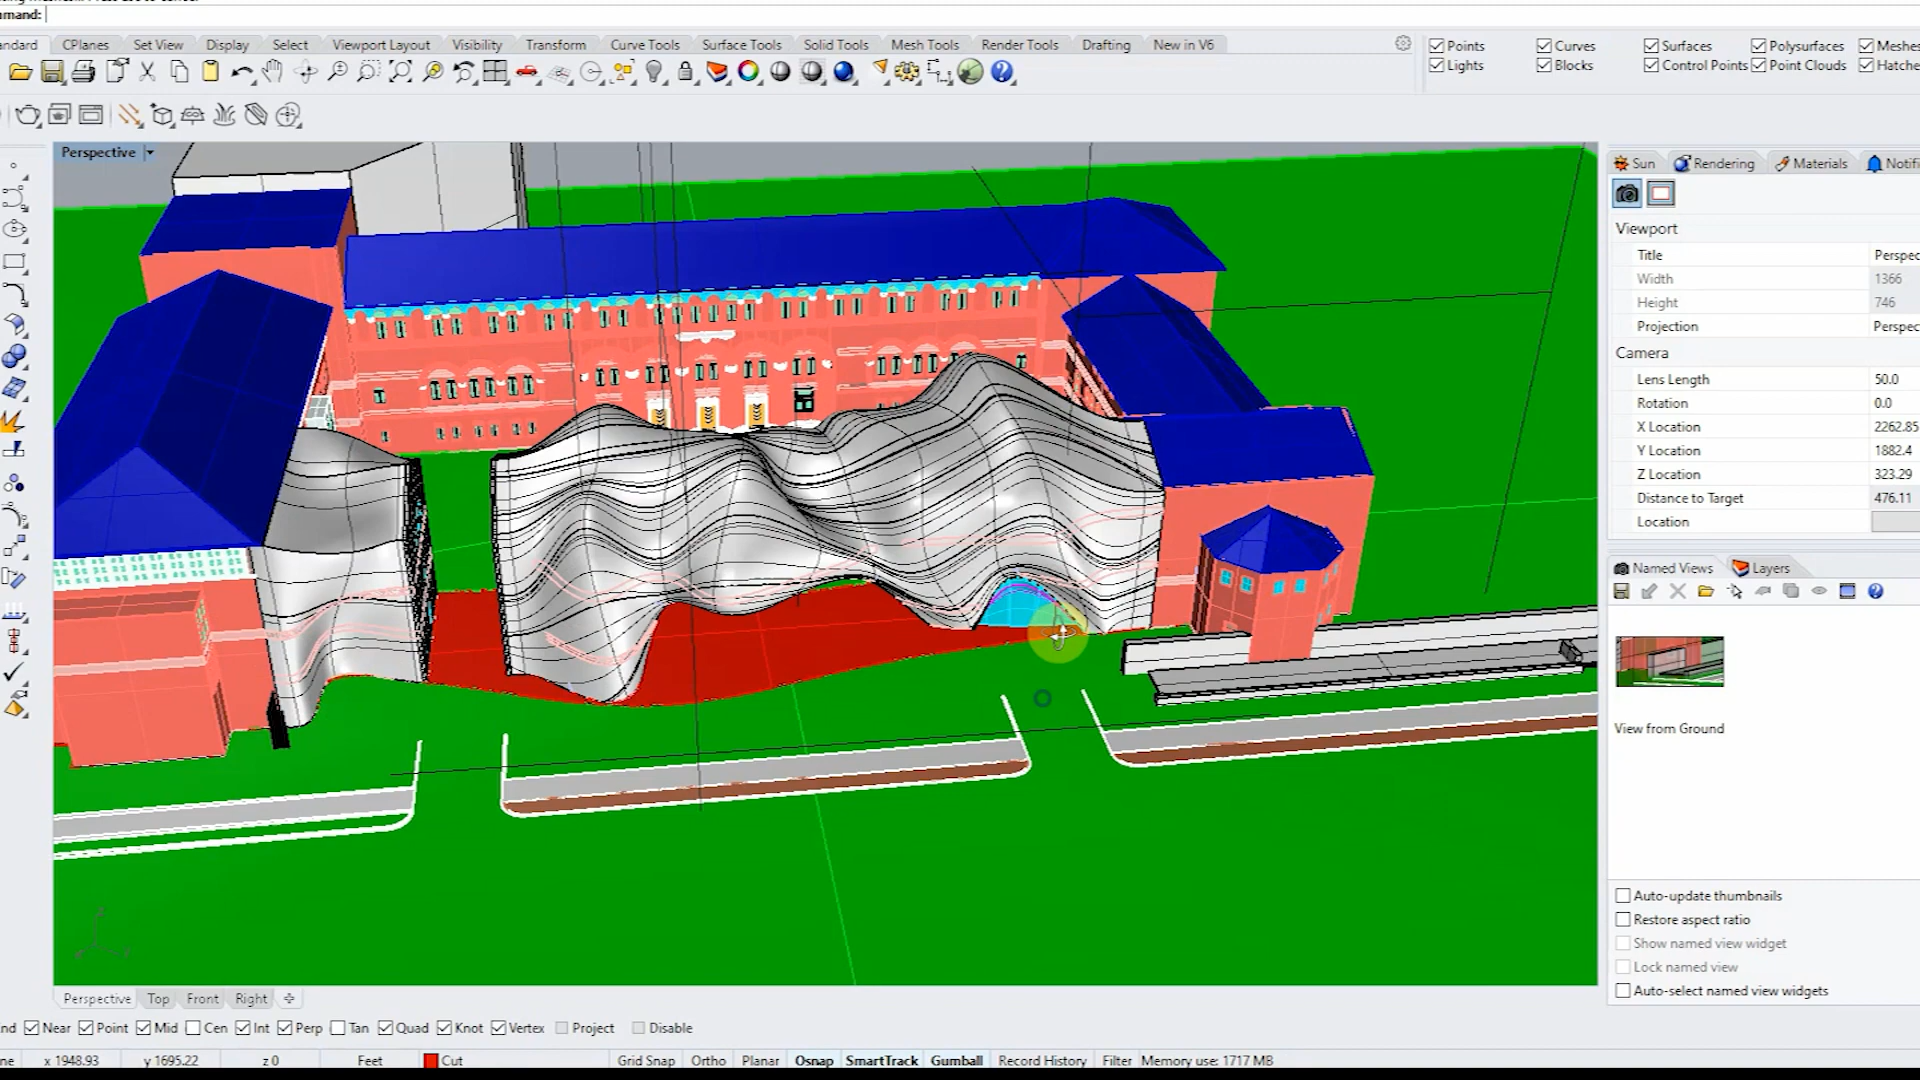 mmand:
andard CPlanes Set View Display Select Viewport Layout Visibility Transform Curve Tools Surface Tools Solid Tools Mesh Tools Render Tools Drafting New in V6
Points Curves Surfaces Polysurfaces Meshes
Lights Blocks Control Points Point Clouds Hatche
Perspective
Sun Rendering Materials Notifi
Viewport
Title Perspec
Width 1366
Height 746
Projection Perspec
Camera
Lens Length 50.0
Rotation 0.0
X Location 2262.85
Y Location 1882.4
Z Location 323.29
Distance to Target 476.11
Location
Named Views Layers
View from Ground
Auto-update thumbnails
Restore aspect ratio
Show named view widget
Lock named view
Auto-select named view widgets
Perspective Top Front Right
nd Near Point Mid Cen Int Perp Tan Quad Knot Vertex Project Disable
ne x 1948.93 y 1695.22 z 0 Feet Cut Grid Snap Ortho Planar Osnap SmartTrack Gumball Record History Filter Memory use: 1717 MB